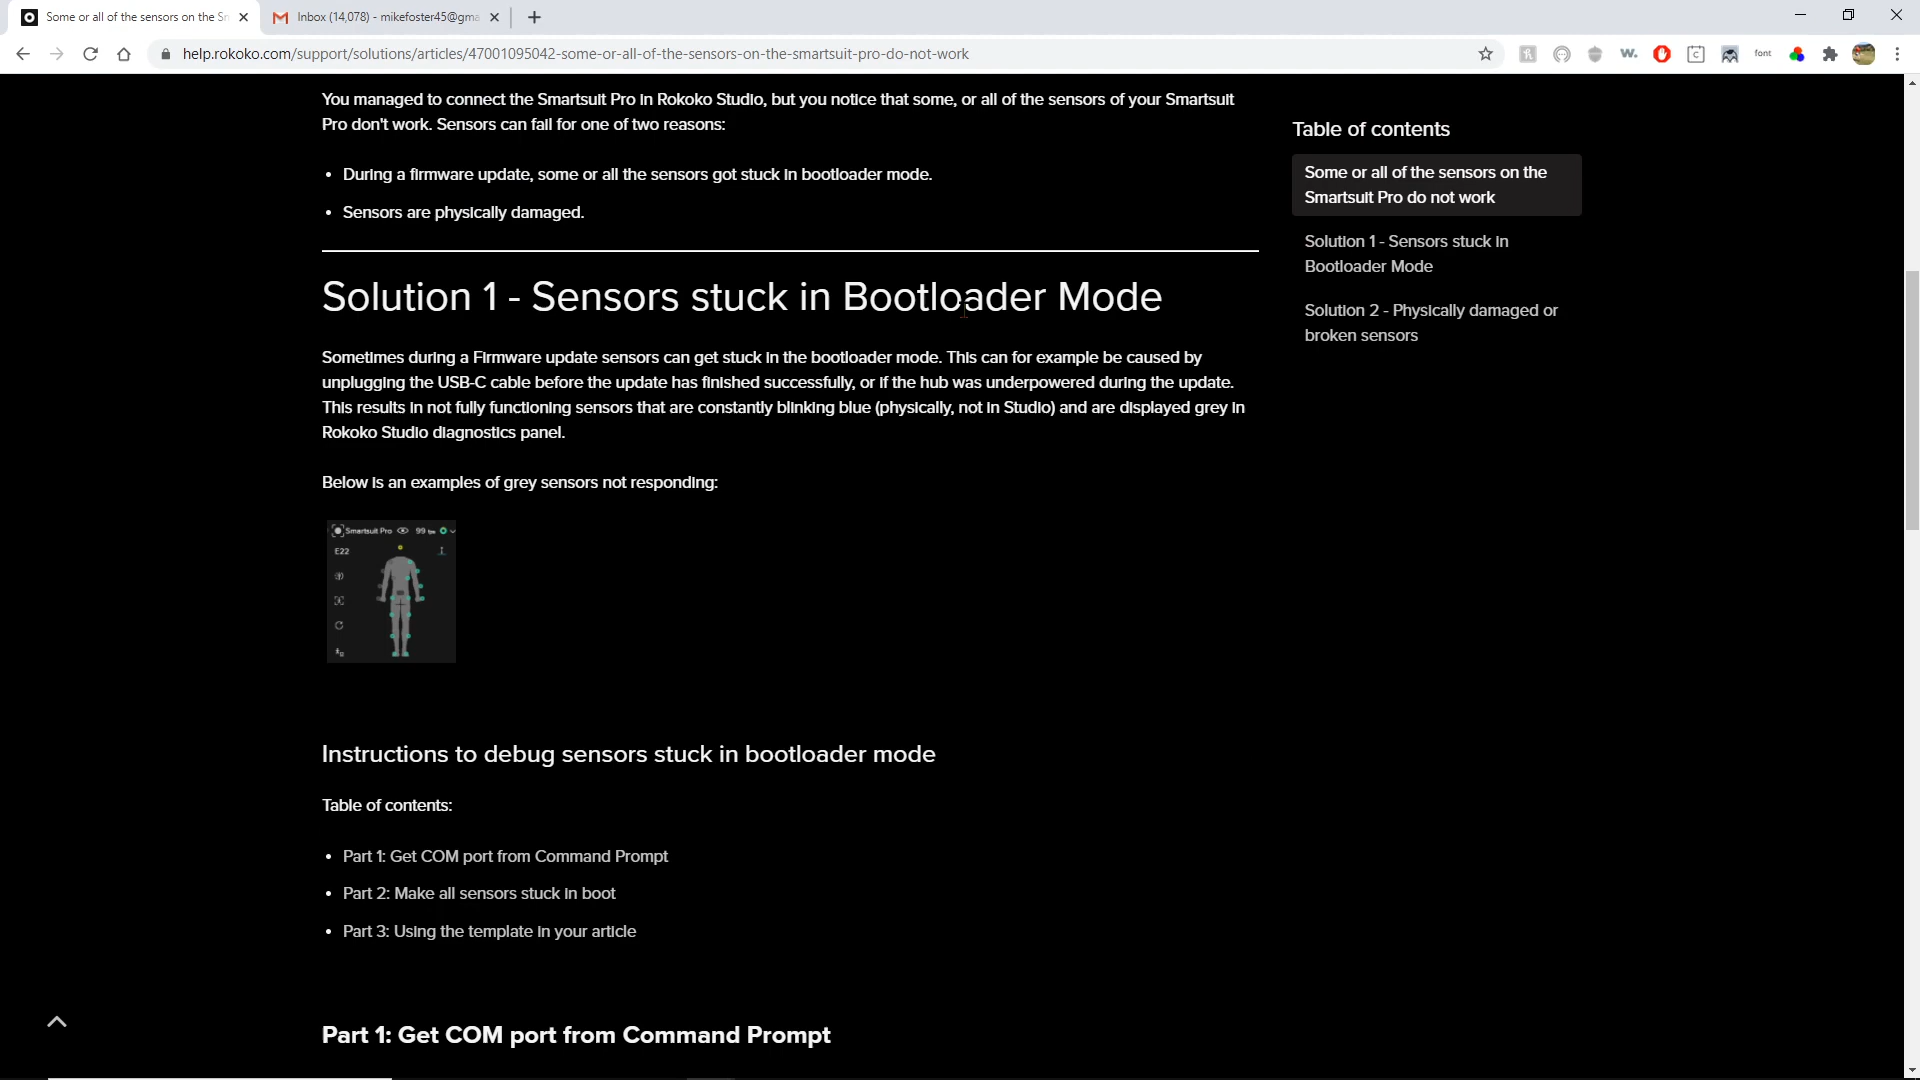 Some or all of the sensors on the Sm
Inbox (14,078) - mikefoster45@gma
help.rokoko.com/support/solutions/articles/47001095042-some-or-all-of-the-sensors-on-the-smartsuit-pro-do-not-work
W.
font
You managed to connect the Smartsuit Pro in Rokoko Studio, but you notice that some, or all of the sensors of your Smartsuit
Pro don't work. Sensors can fail for one of two reasons:
• During a firmware update, some or all the sensors got stuck in bootloader mode.
• Sensors are physically damaged.
Solution 1 - Sensors stuck in Bootloader Mode
Sometimes during a Firmware update sensors can get stuck in the bootloader mode. This can for example be caused by
unplugging the USB-C cable before the update has finished successfully, or if the hub was underpowered during the update.
This results in not fully functioning sensors that are constantly blinking blue (physically, not in Studio) and are displayed grey in
Rokoko Studio diagnostics panel.
Below is an examples of grey sensors not responding:
Smartsuit Pro 99 fps
E22
Instructions to debug sensors stuck in bootloader mode
Table of contents:
• Part 1: Get COM port from Command Prompt
• Part 2: Make all sensors stuck in boot
• Part 3: Using the template in your article
Part 1: Get COM port from Command Prompt
Table of contents
Some or all of the sensors on the
Smartsuit Pro do not work
Solution 1 - Sensors stuck in
Bootloader Mode
Solution 2 - Physically damaged or
broken sensors